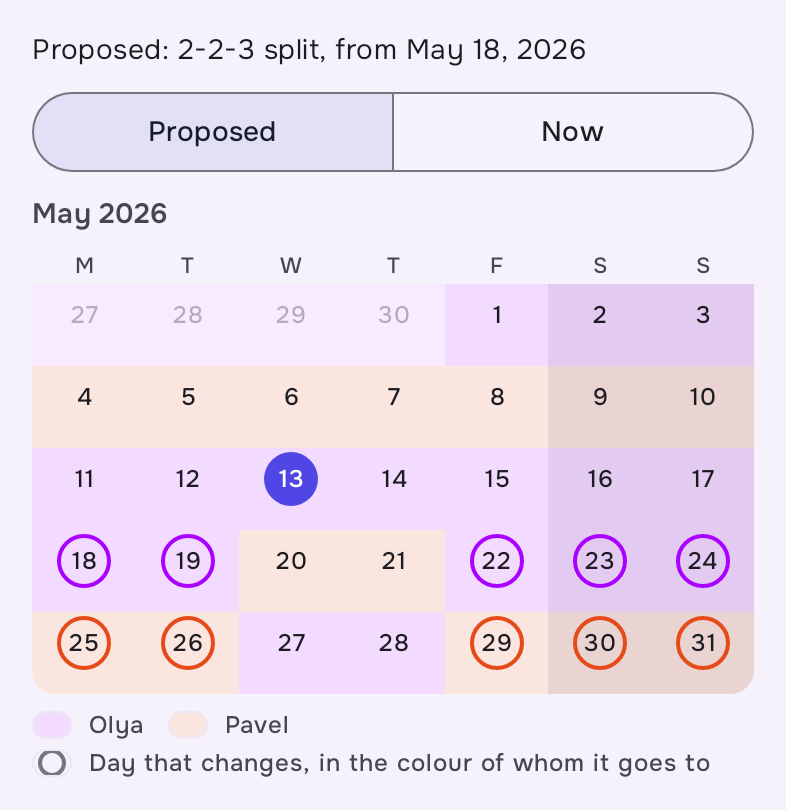 Proposed: 2-2-3 split, from May 18, 2026
Proposed Now
May 2026
M T W T F S S
27 28 29 30 1 2 3
4 5 6 7 8 9 10
11 12 13 14 15 16 17
18 19 20 21 22 23 24
25 26 27 28 29 30 31
Olya Pavel
Day that changes, in the colour of whom it goes to